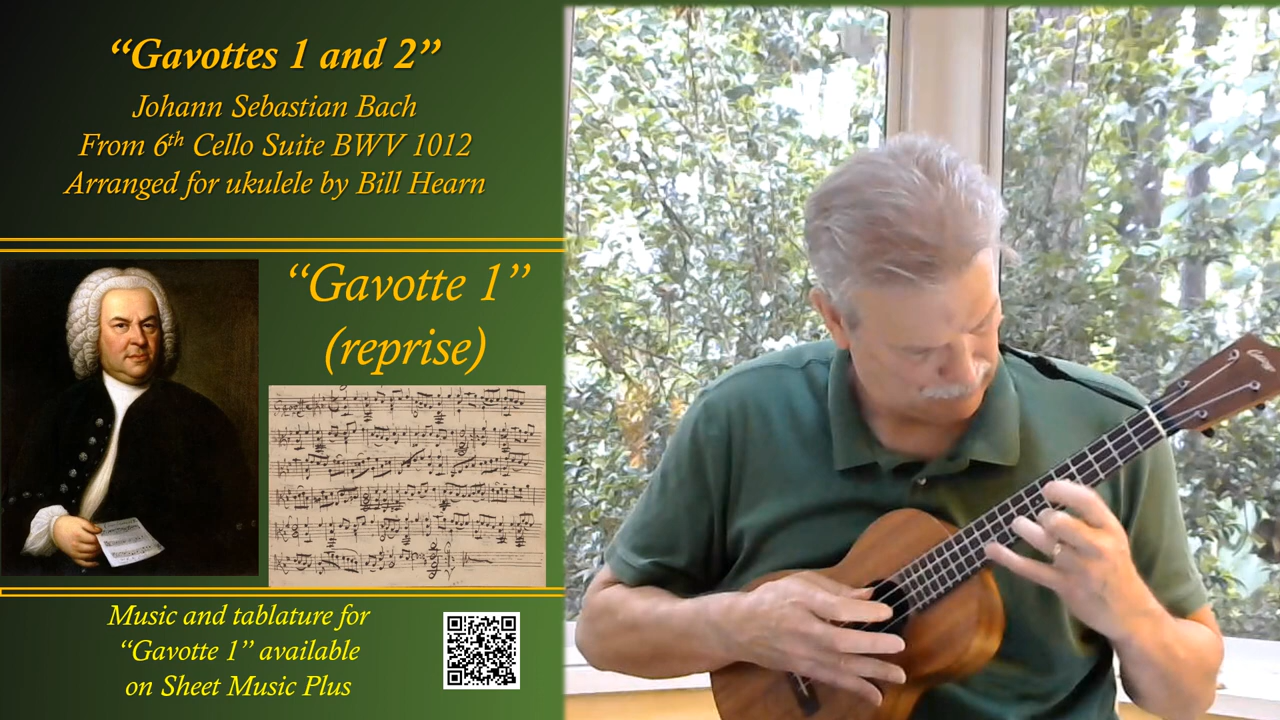 “Gavottes 1 and 2”
Johann Sebastian Bach
From 6th Cello Suite BWV 1012
Arranged for ukulele by Bill Hearn
“Gavotte 1”
(reprise)
Music and tablature for
“Gavotte 1” available
on Sheet Music Plus